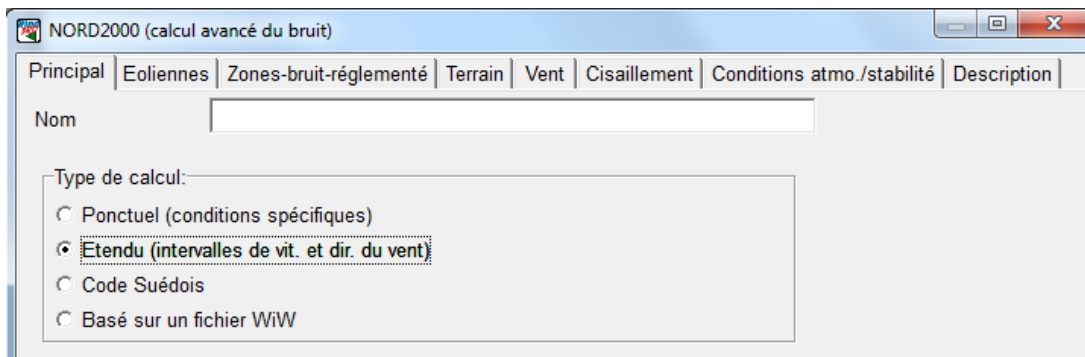 NORD2000 (calcul avancé du bruit)
Principal Eoliennes Zones-bruit-réglementé Terrain Vent Cisaillement Conditions atmo./stabilité Description
Nom
Type de calcul:
Ponctuel (conditions spécifiques)
Etendu (intervalles de vit. et dir. du vent)
Code Suédois
Basé sur un fichier WiW